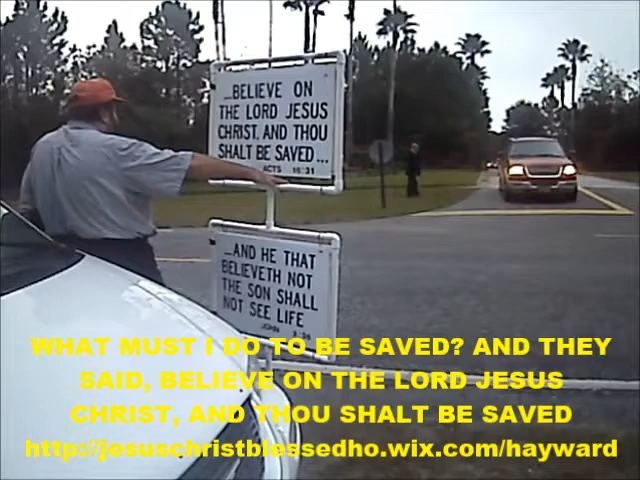 ...BELIEVE ON
THE LORD JESUS
CHRIST, AND THOU
SHALT BE SAVED...
ACTS 16:31
...AND HE THAT
BELIEVETH NOT
THE SON SHALL
NOT SEE LIFE
JOHN 3:36
WHAT MUST I DO TO BE SAVED? AND THEY
SAID, BELIEVE ON THE LORD JESUS
CHRIST, AND THOU SHALT BE SAVED
http://jesuschristblessedho.wix.com/hayward